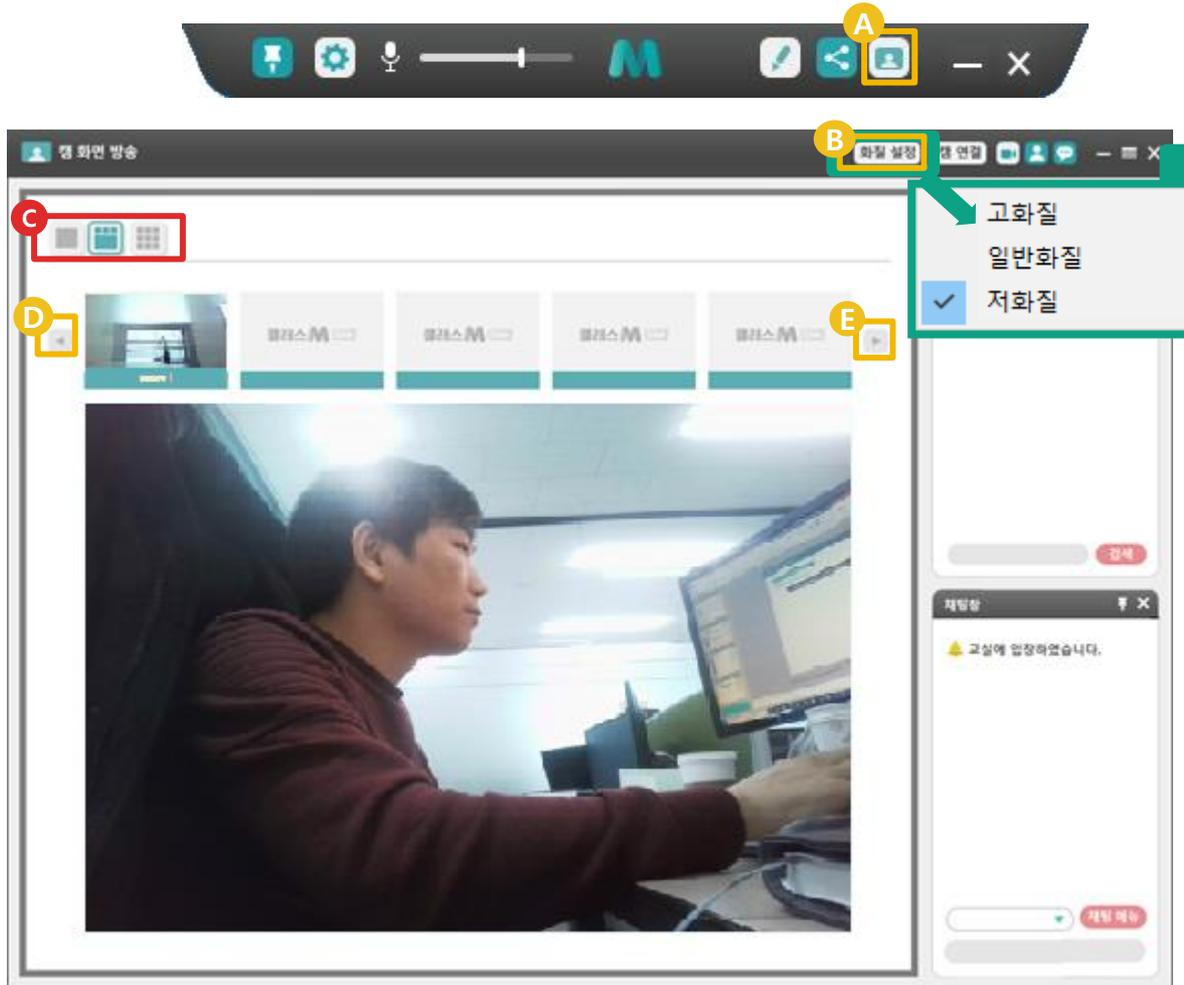 A
M
캠 화면 방송
B
화질 설정
캠 연결
고화질
일반화질
저화질
C
D
E
클래스M
클래스M
클래스M
클래스M
검색
채팅창
교실에 입장하였습니다.
채팅 메뉴